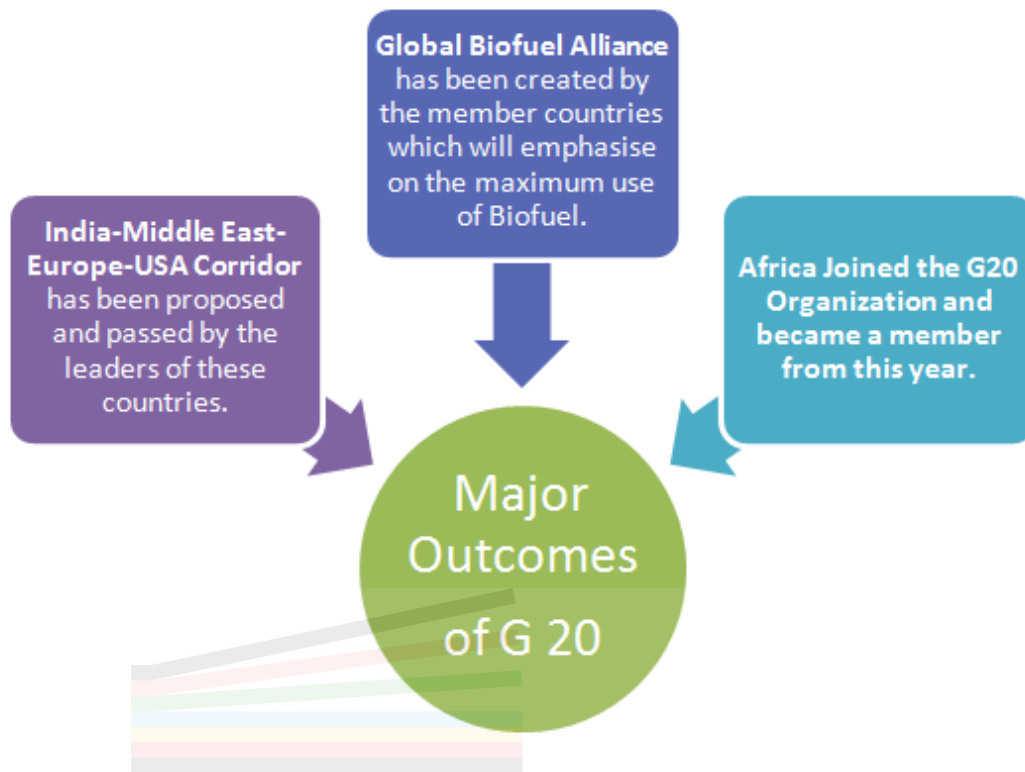 Global Biofuel Alliance
has been created by
the member countries
which will emphasise
on the maximum use
of Biofuel.
India-Middle East-
Europe-USA Corridor
has been proposed
and passed by the
leaders of these
countries.
Africa Joined the G20
Organization and
became a member
from this year.
Major
Outcomes
of G 20